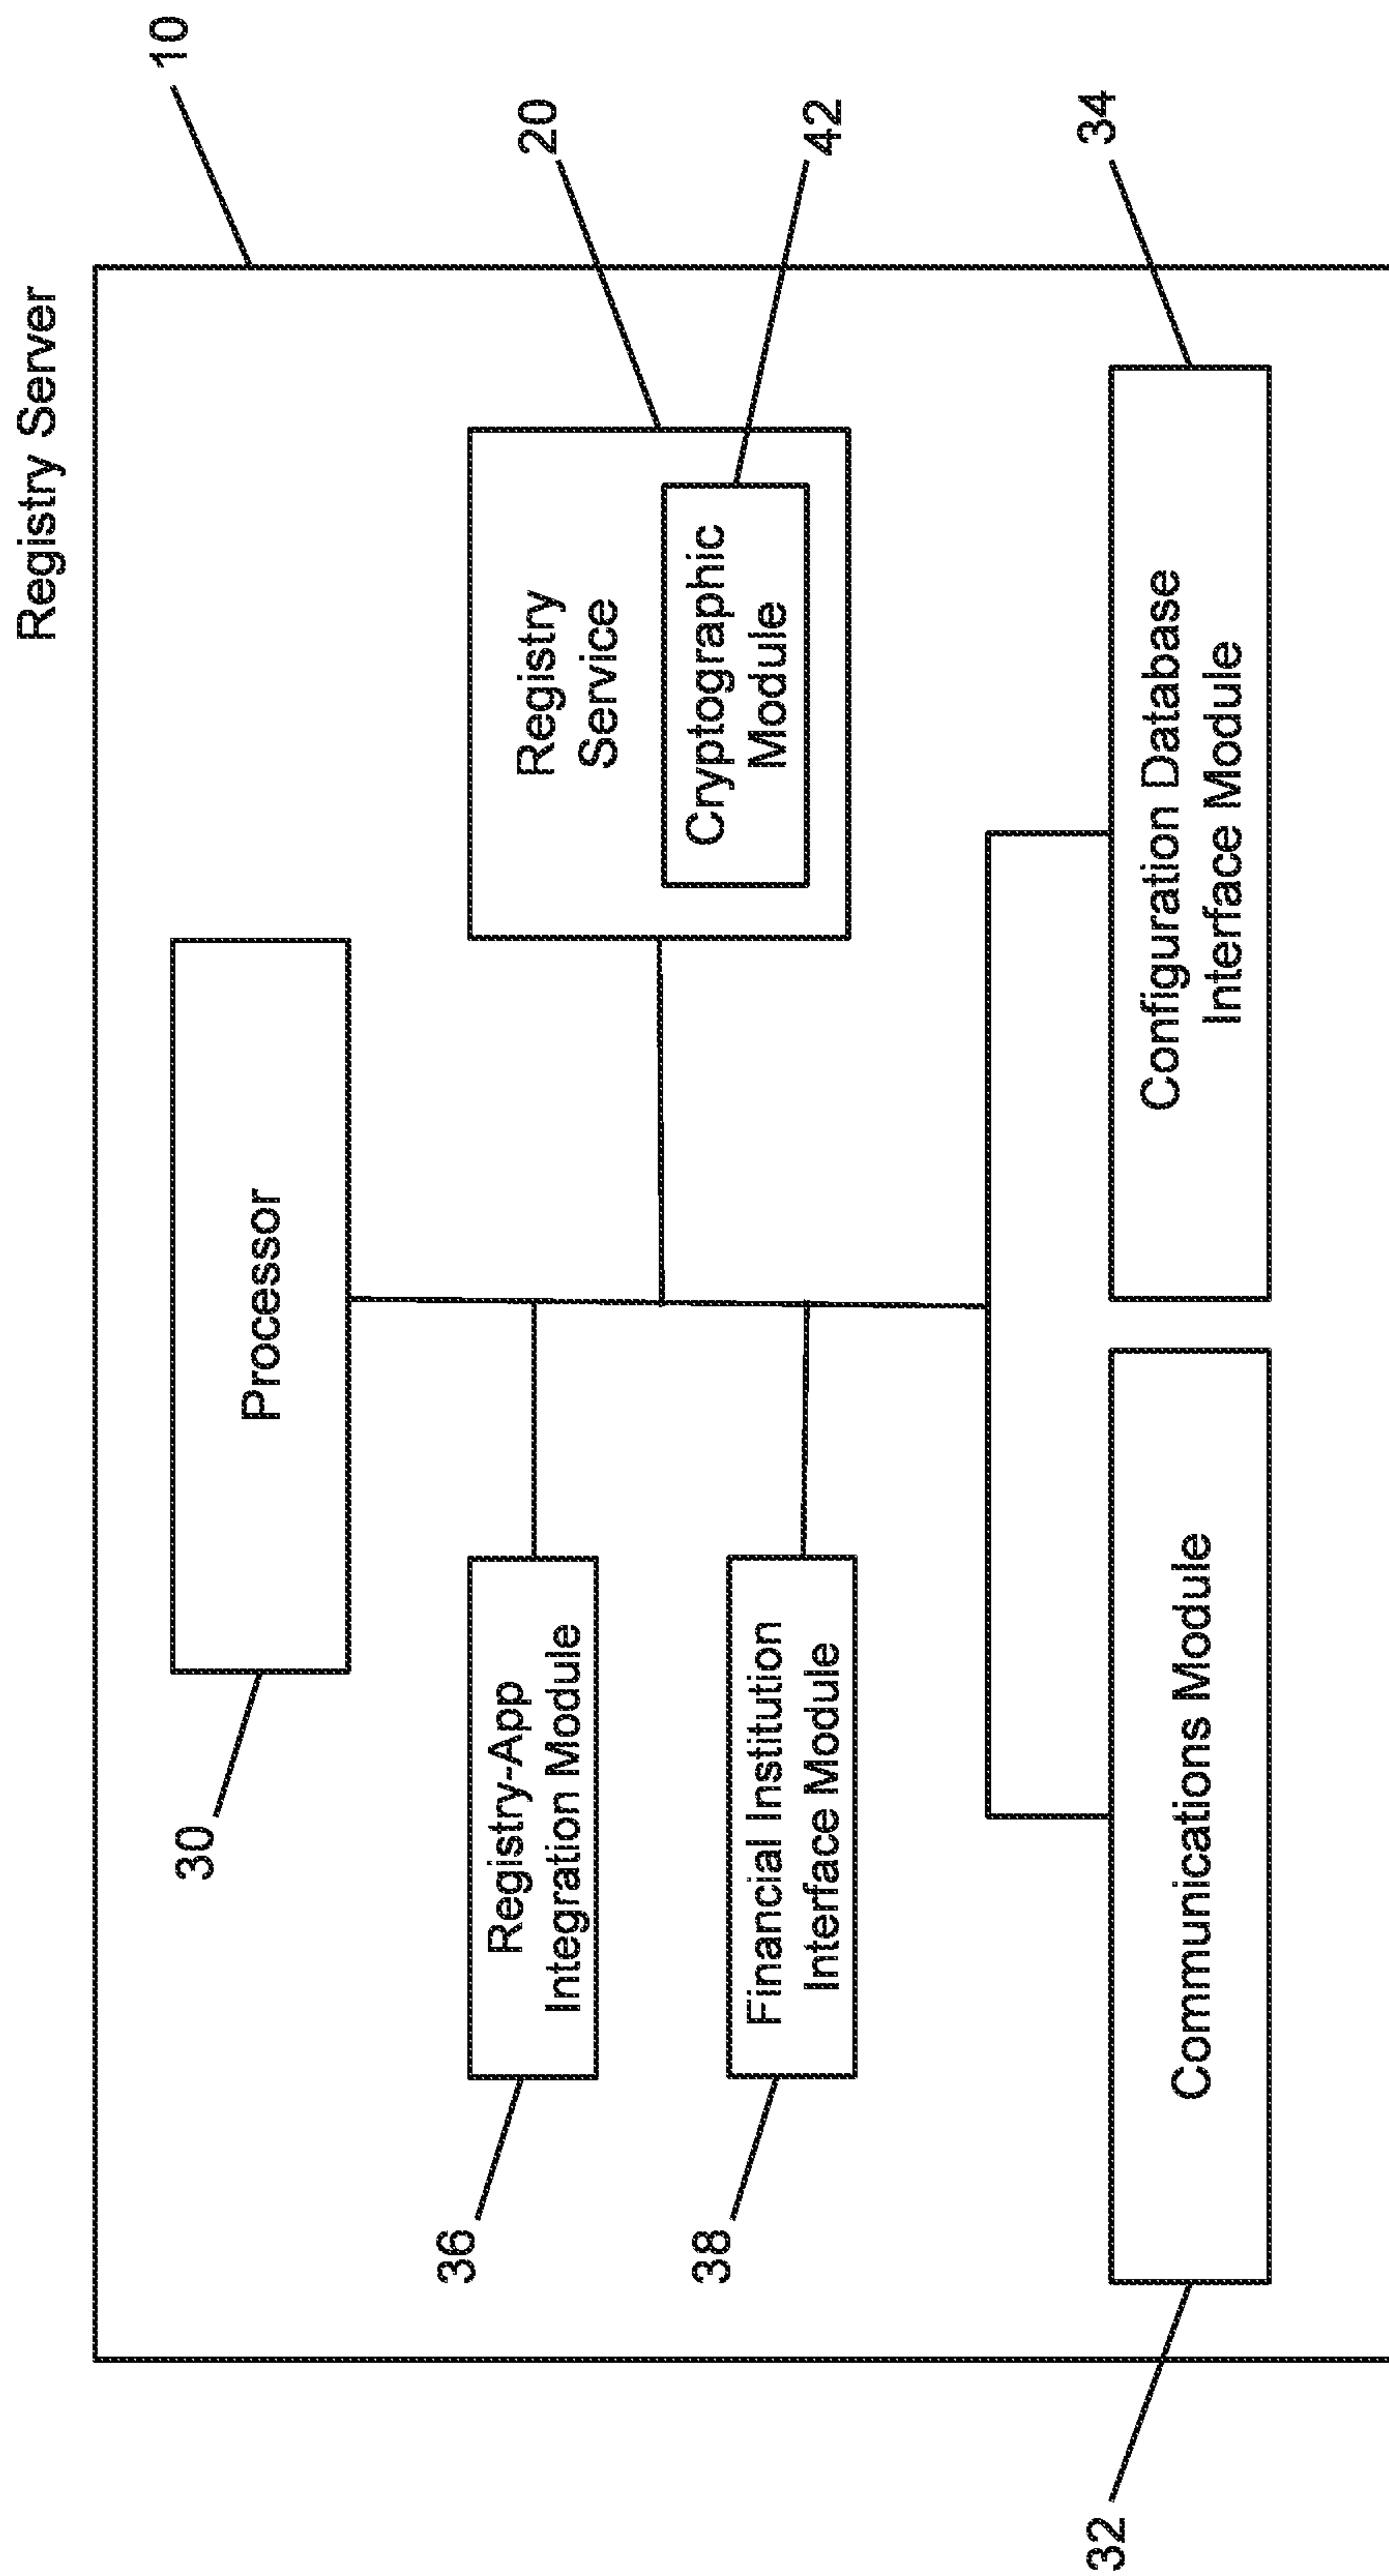 Registry Server
10
Processor
30
Registry-App
Integration Module
36
Registry
Service
20
Cryptographic
Module
42
Financial Institution
Interface Module
38
Communications Module
32
Configuration Database
Interface Module
34